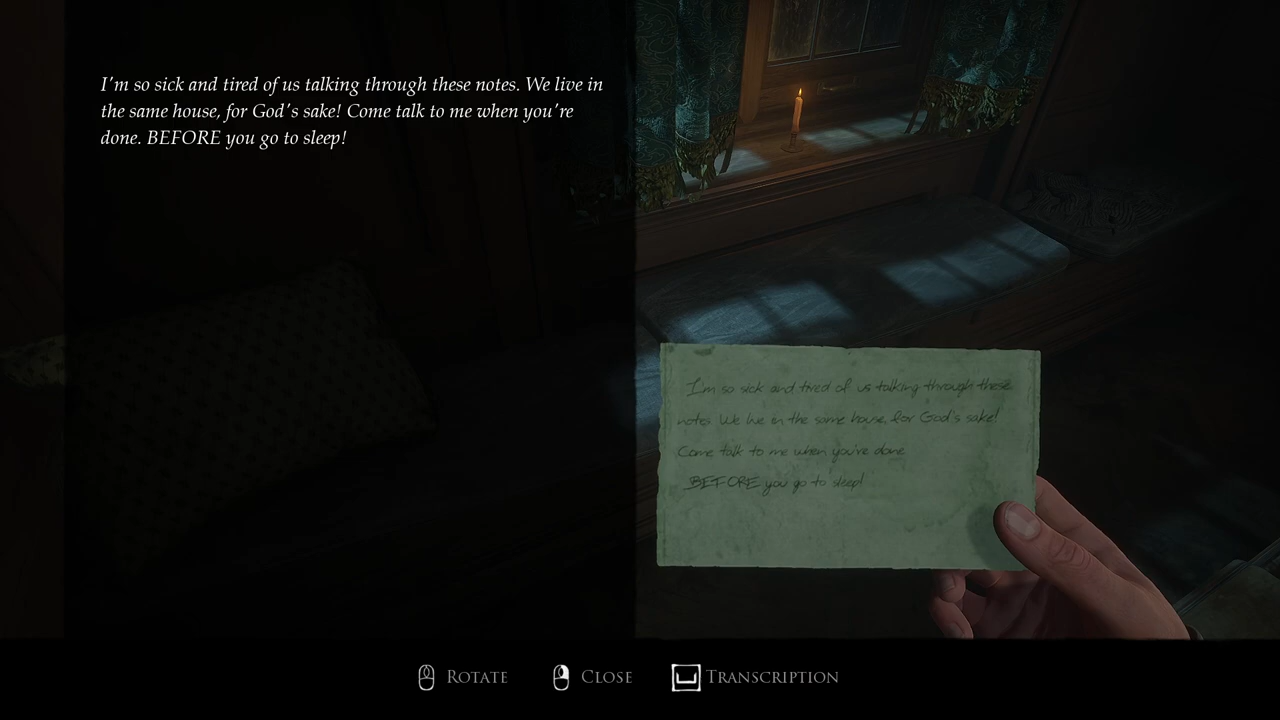 I'm so sick and tired of us talking through these notes. We live in
the same house, for God's sake! Come talk to me when you're
done. BEFORE you go to sleep!
I'm so sick and tired of us talking through these
notes. We live in the same house, for God's sake!
Come talk to me when you're done.
BEFORE you go to sleep!
ROTATE
CLOSE
TRANSCRIPTION